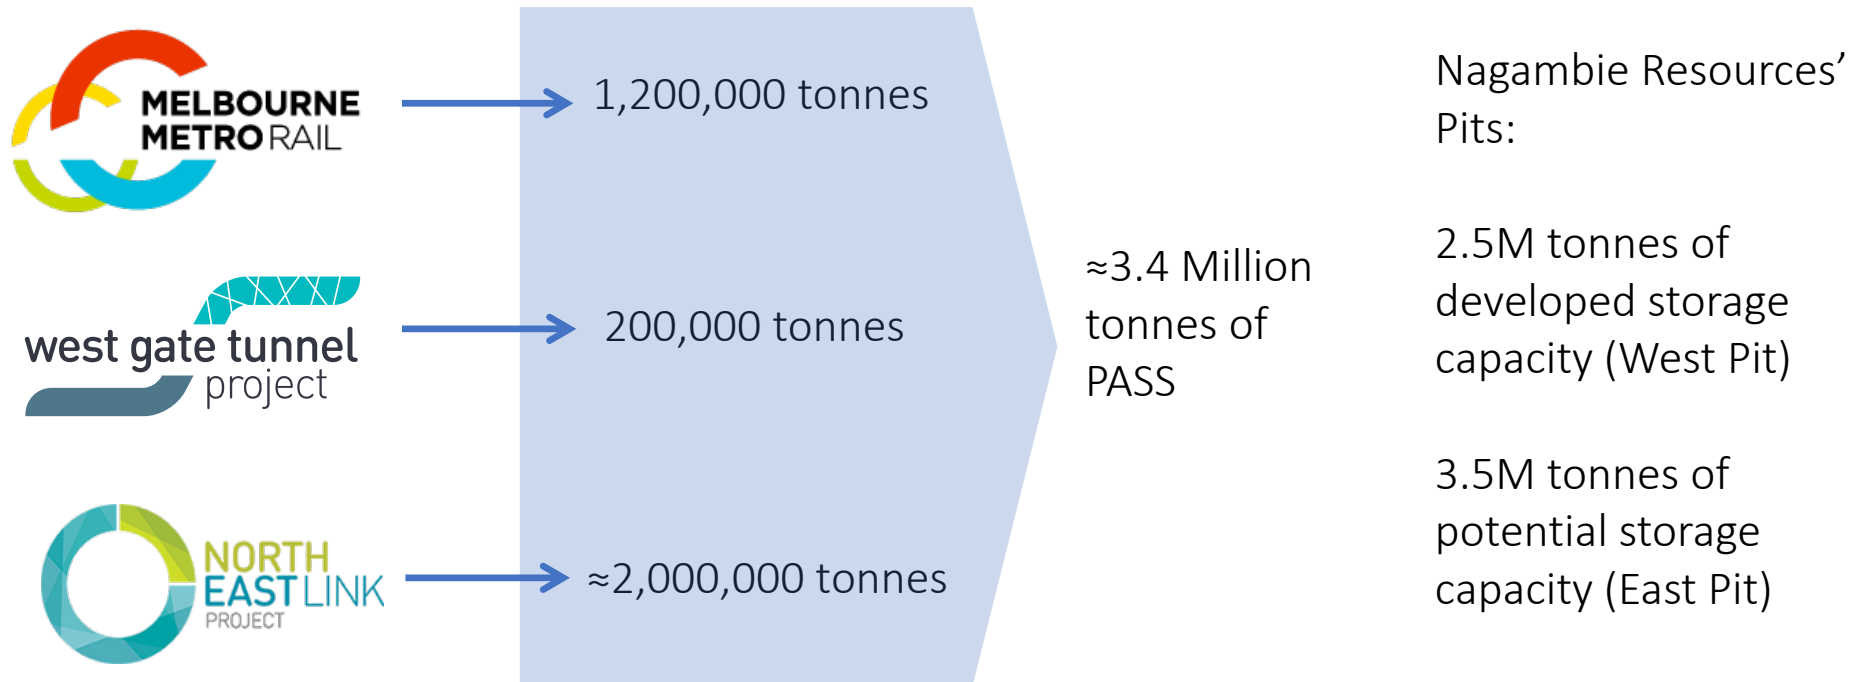 MELBOURNE
METRO RAIL
1,200,000 tonnes
west gate tunnel
project
200,000 tonnes
NORTH
EAST LINK
PROJECT
≈2,000,000 tonnes
≈3.4 Million
tonnes of
PASS
Nagambie Resources’
Pits:
2.5M tonnes of
developed storage
capacity (West Pit)
3.5M tonnes of
potential storage
capacity (East Pit)